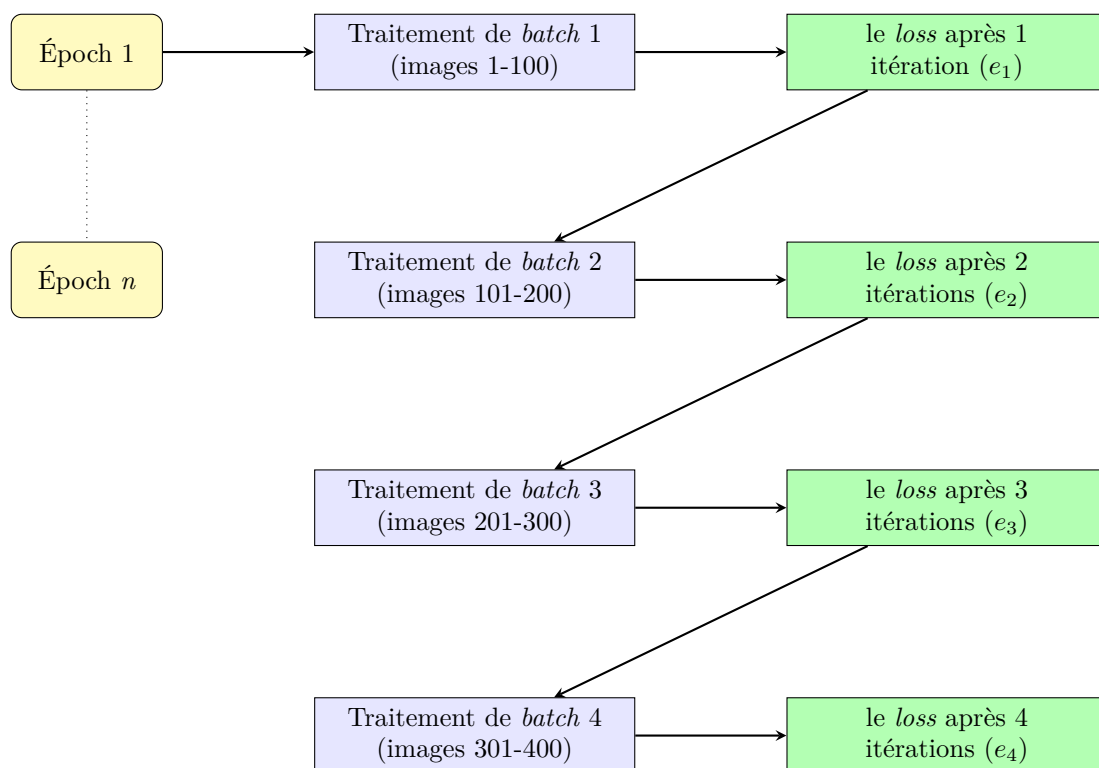 Époch 1
Traitement de batch 1
(images 1-100)
le loss après 1
itération (e₁)
Époch n
Traitement de batch 2
(images 101-200)
le loss après 2
itérations (e₂)
Traitement de batch 3
(images 201-300)
le loss après 3
itérations (e₃)
Traitement de batch 4
(images 301-400)
le loss après 4
itérations (e₄)